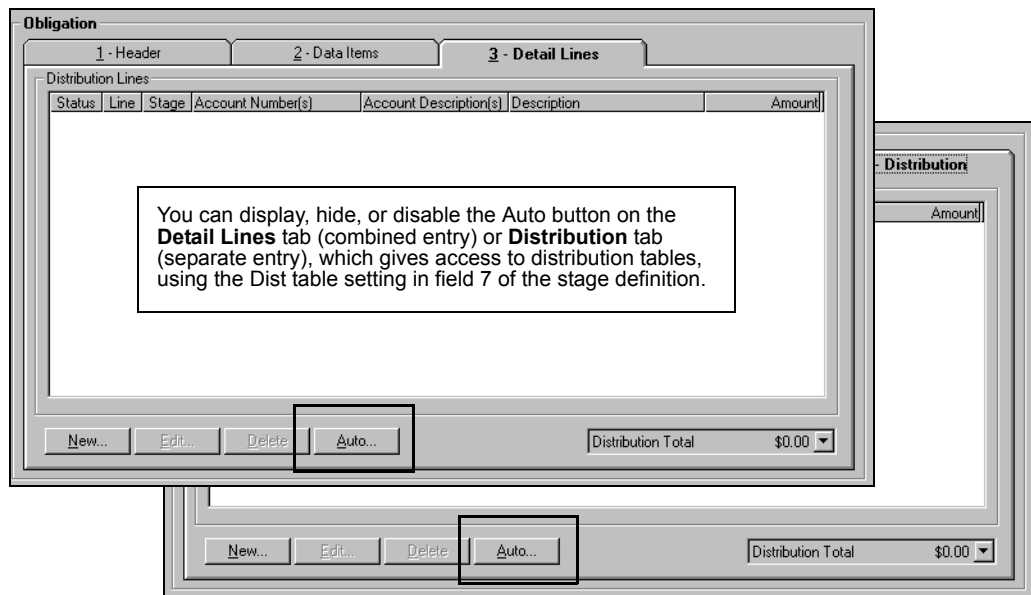 Obligation
1 - Header 2 - Data Items 3 - Detail Lines
Distribution Lines
Status Line Stage Account Number(s) Account Description(s) Description Amount
You can display, hide, or disable the Auto button on the
Detail Lines tab (combined entry) or Distribution tab
(separate entry), which gives access to distribution tables,
using the Dist table setting in field 7 of the stage definition.
New... Edit... Delete Auto... Distribution Total $0.00
- Distribution
Amount
New... Edit... Delete Auto... Distribution Total $0.00